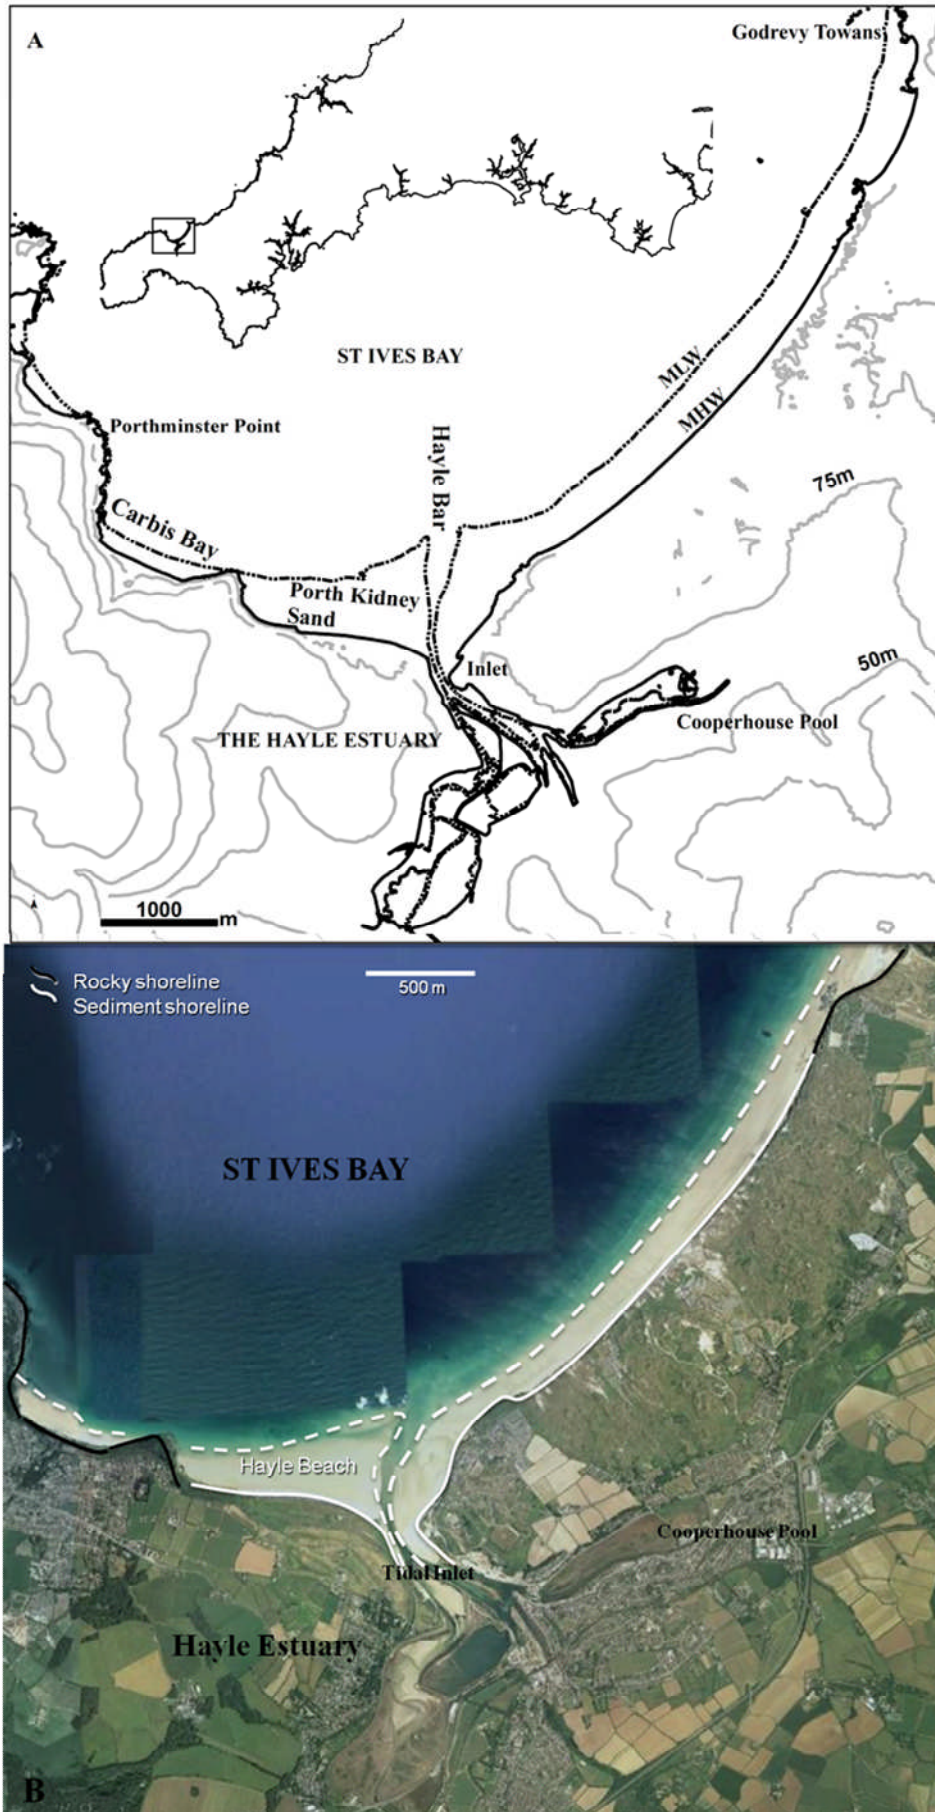 A
Godrevy Towans
ST IVES BAY
MLW
MHW
Porthminster Point
Hayle Bar
75m
Carbis Bay
Porth Kidney
Sand
Inlet
50m
Cooperhouse Pool
THE HAYLE ESTUARY
1000 m
Rocky shoreline
Sediment shoreline
500 m
ST IVES BAY
Hayle Beach
Cooperhouse Pool
Tidal Inlet
Hayle Estuary
B